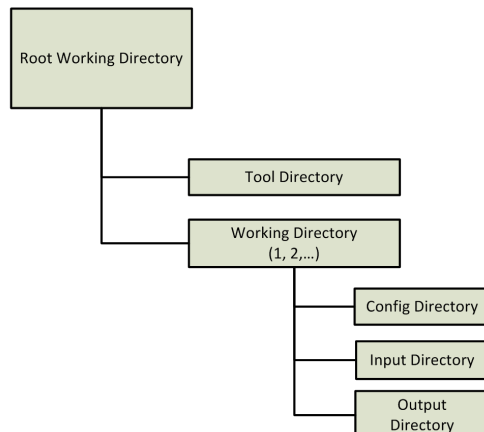 Root Working Directory
Tool Directory
Working Directory
(1, 2,…)
Config Directory
Input Directory
Output
Directory